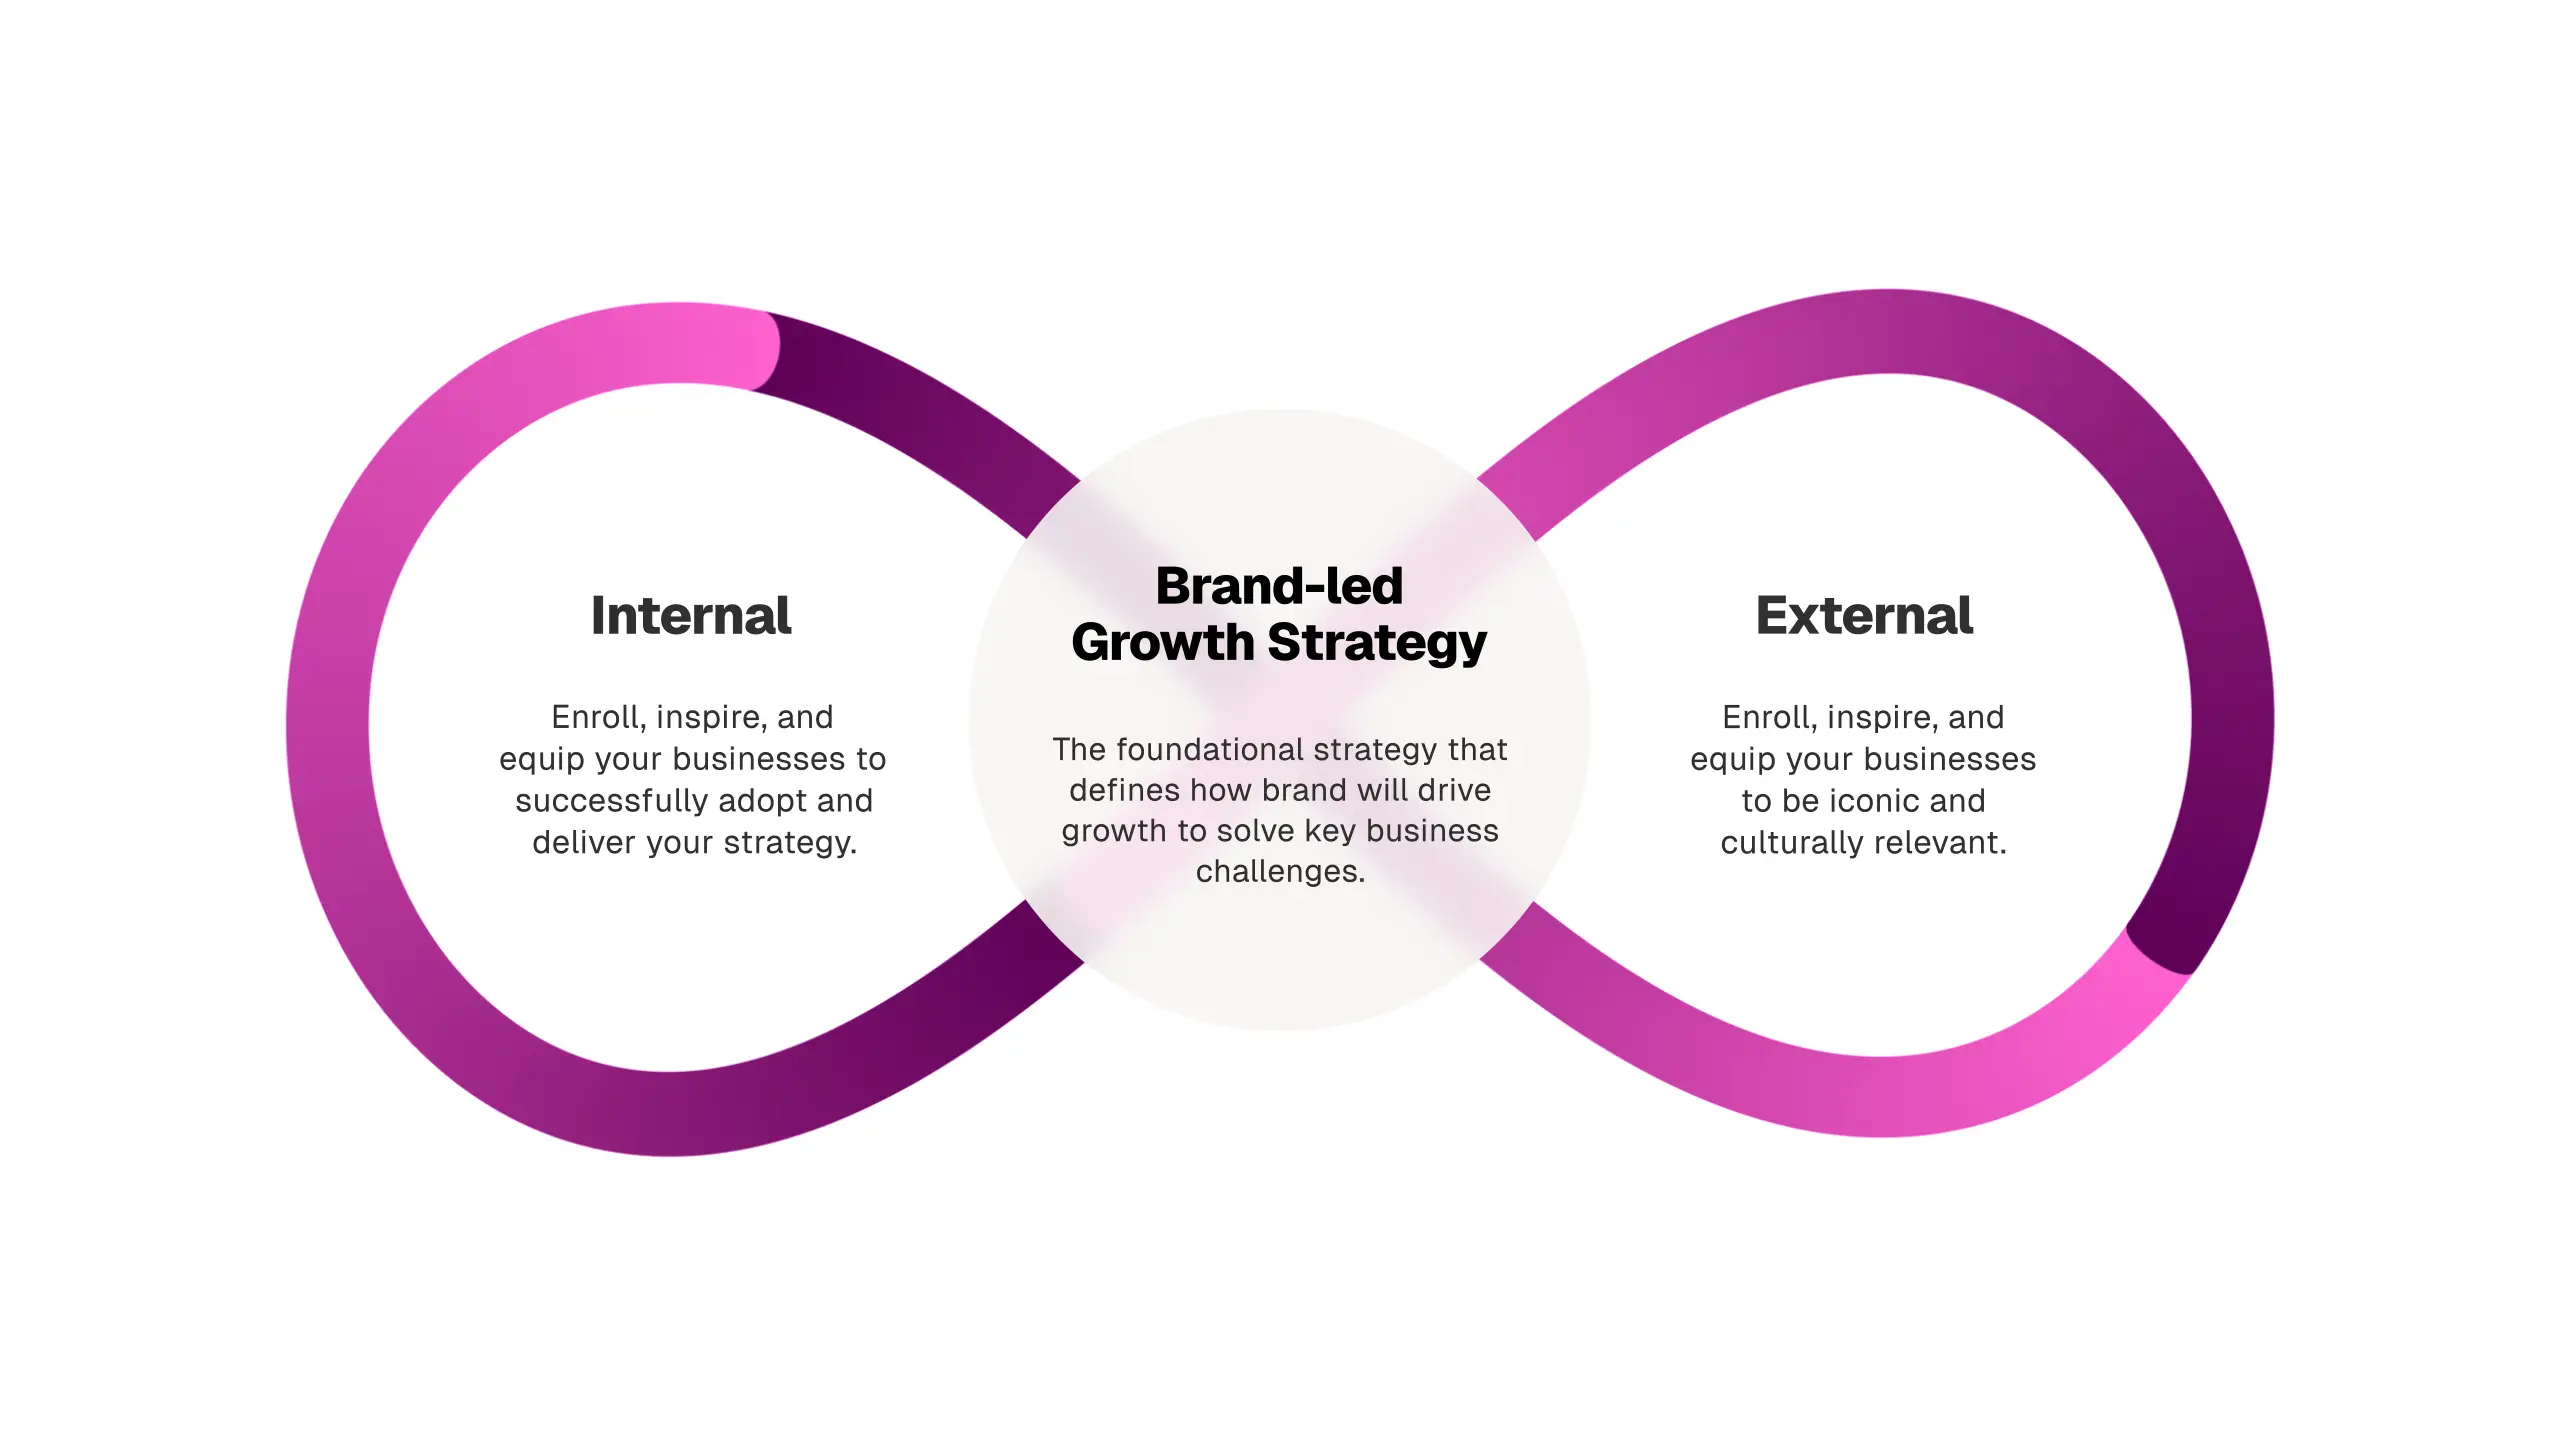 Internal
Enroll, inspire, and
equip your businesses to
successfully adopt and
deliver your strategy.
Brand-led
Growth Strategy
The foundational strategy that
defines how brand will drive
growth to solve key business
challenges.
External
Enroll, inspire, and
equip your businesses
to be iconic and
culturally relevant.